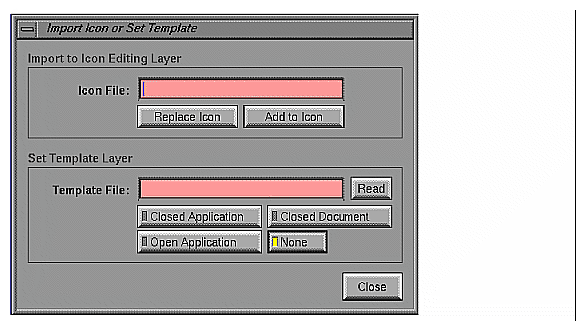 Import Icon or Set Template
Import to Icon Editing Layer
Icon File:
Replace Icon Add to Icon
Set Template Layer
Template File: Read
Closed Application Closed Document
Open Application None
Close